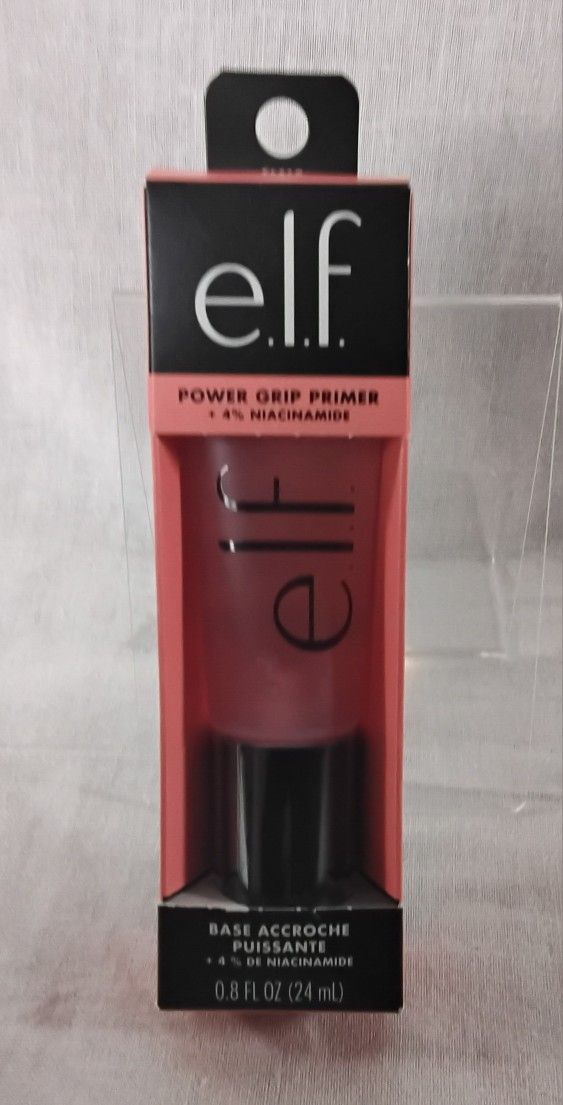 e.l.f.
POWER GRIP PRIMER
+ 4% NIACINAMIDE
e.l.f.
BASE ACCROCHE
PUISSANTE
+ 4 % DE NIACINAMIDE
0.8 FL OZ (24 mL)